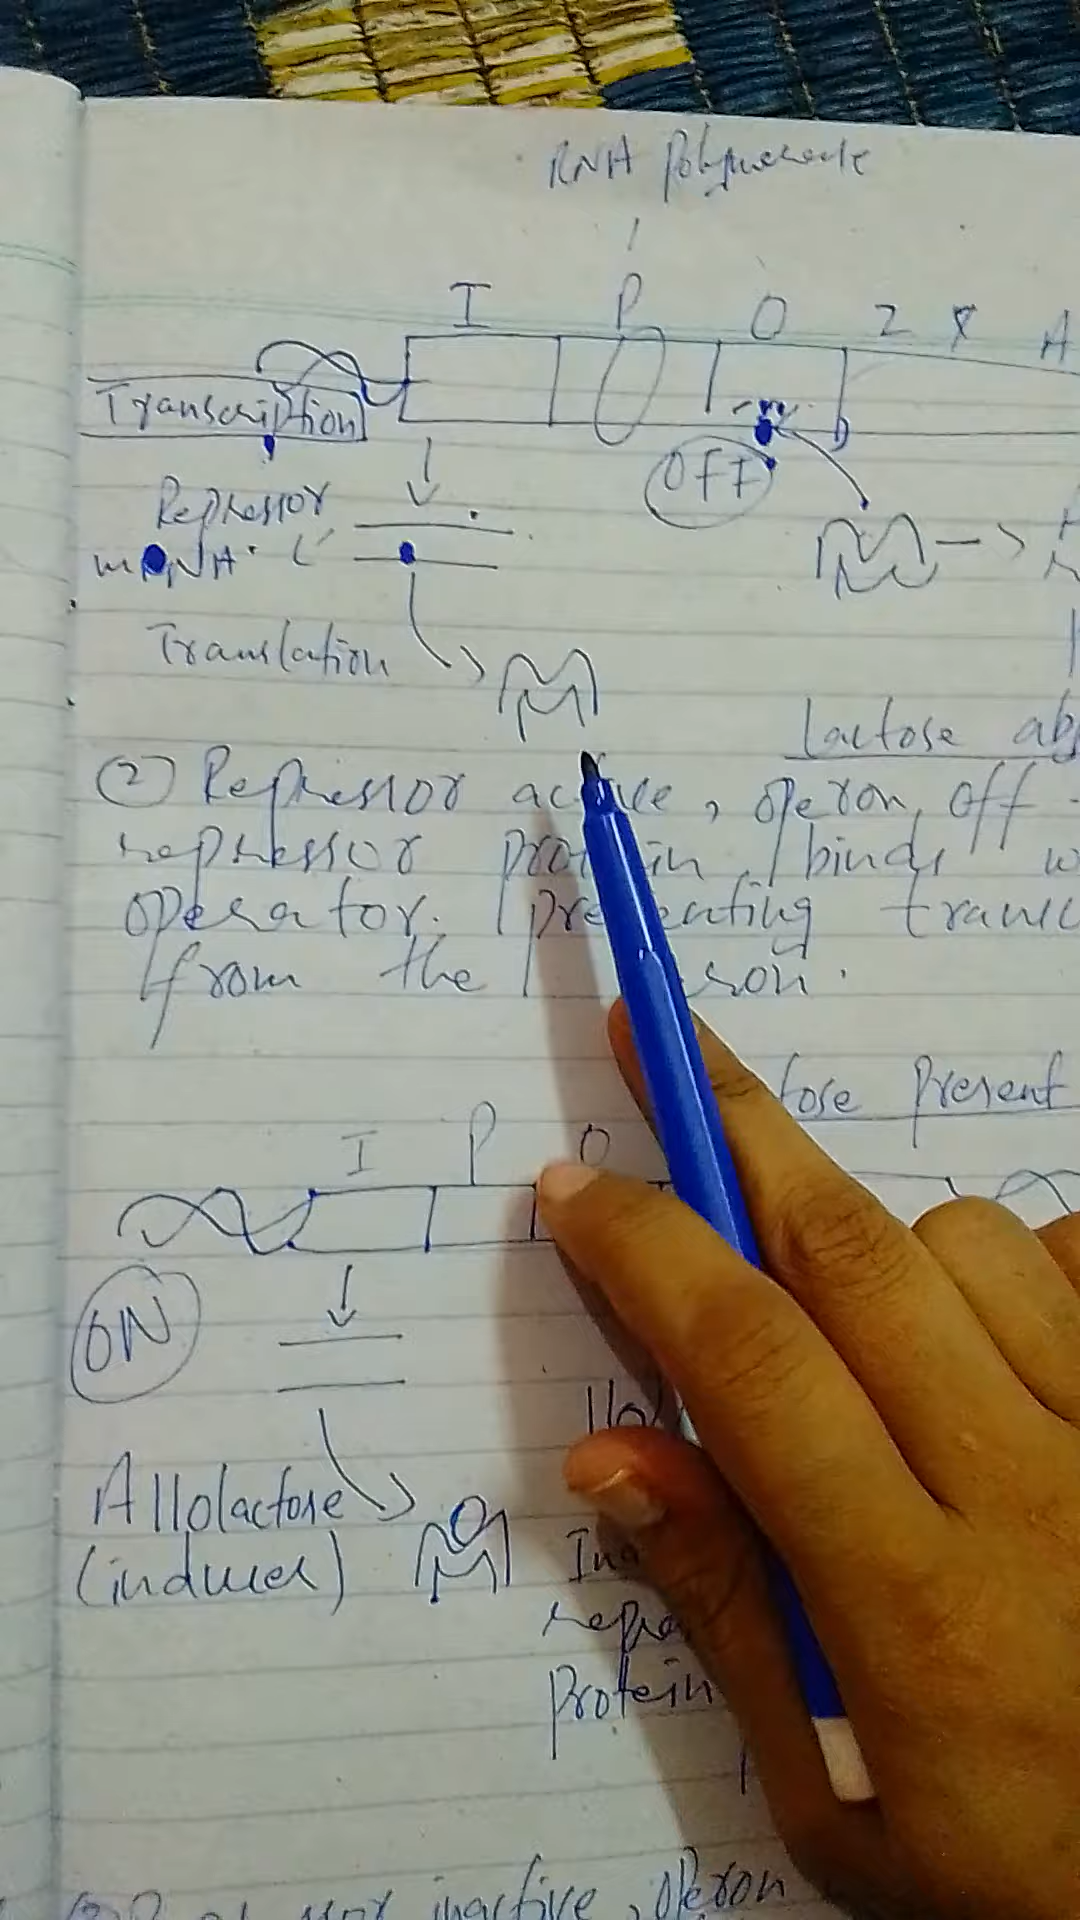 RNA Polymerase
I P O Z Y A
Transcription
OFF
Repressor
mRNA
Translation
Lactose
(2) Repressor active, operon off
repressor protein binds
operator. preventing
from the
Present
I P O
ON
Allolactose
(inducer)
Protein
inactive, operon